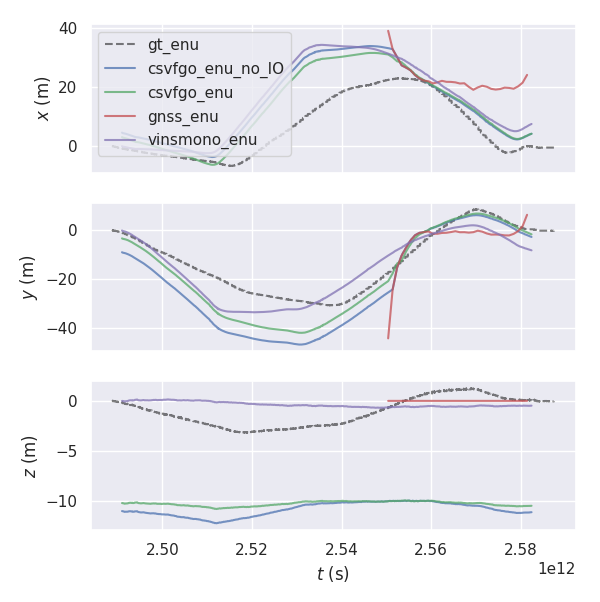 40
20
0
x (m)
gt_enu
csvfgo_enu_no_IO
csvfgo_enu
gnss_enu
vinsmono_enu
0
−20
−40
y (m)
0
−5
−10
z (m)
2.50 2.52 2.54 2.56 2.58
t (s)
1e12